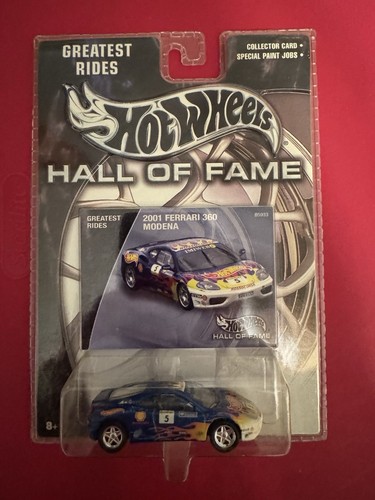 GREATEST
RIDES
COLLECTOR CARD •
SPECIAL PAINT JOBS •
HOT WHEELS
HALL OF FAME
GREATEST
RIDES
2001 FERRARI 360
MODENA
5
HOT WHEELS
HALL OF FAME
8+
5